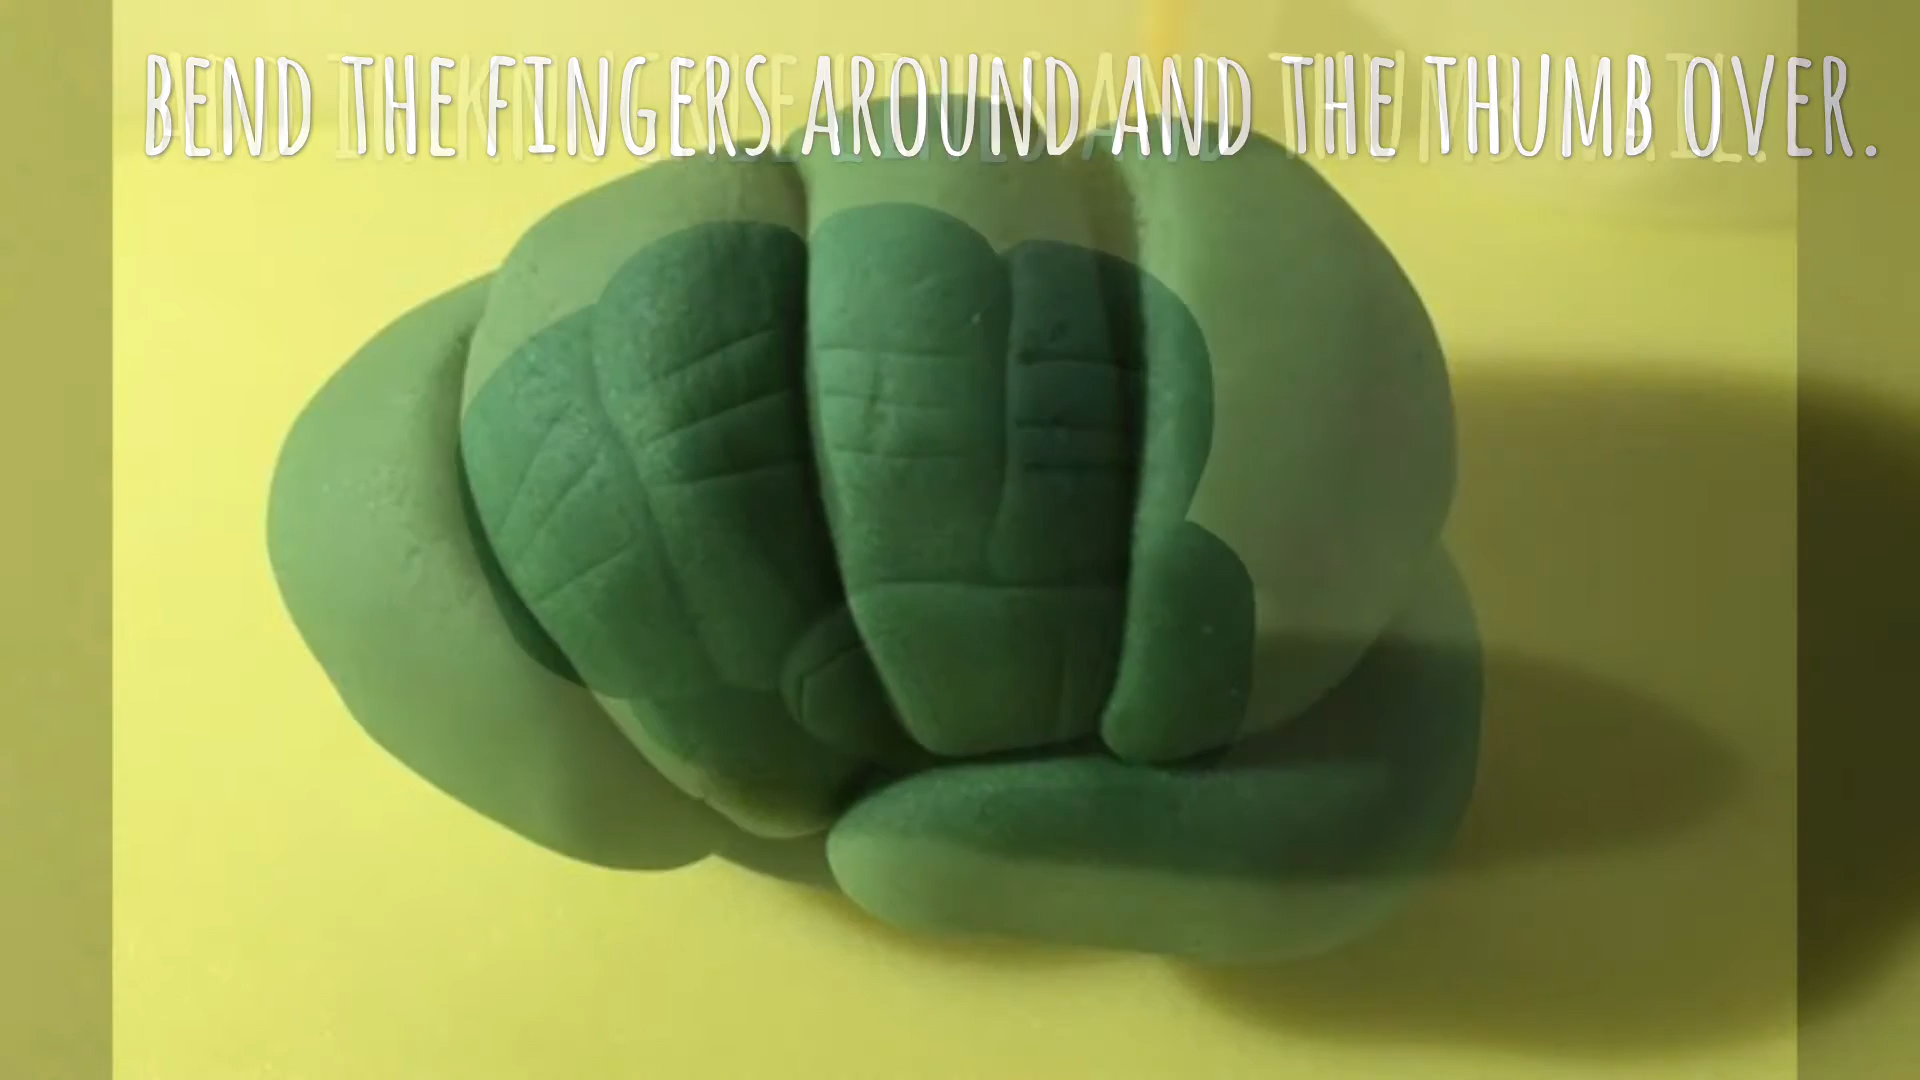 BEND THE FINGERS AROUND AND THE THUMB OVER.